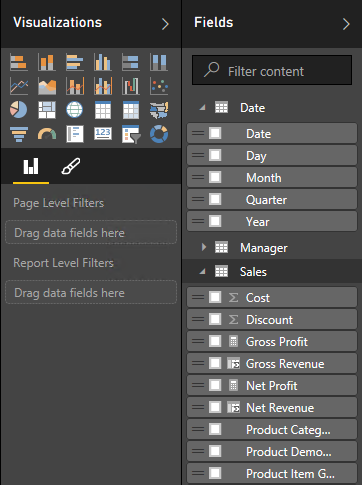 Visualizations
Page Level Filters
Drag data fields here
Report Level Filters
Drag data fields here
Fields
Filter content
Date
Date
Day
Month
Quarter
Year
Manager
Sales
Σ Cost
Σ Discount
Gross Profit
Gross Revenue
Net Profit
Net Revenue
Product Categ...
Product Demo...
Product Item G...